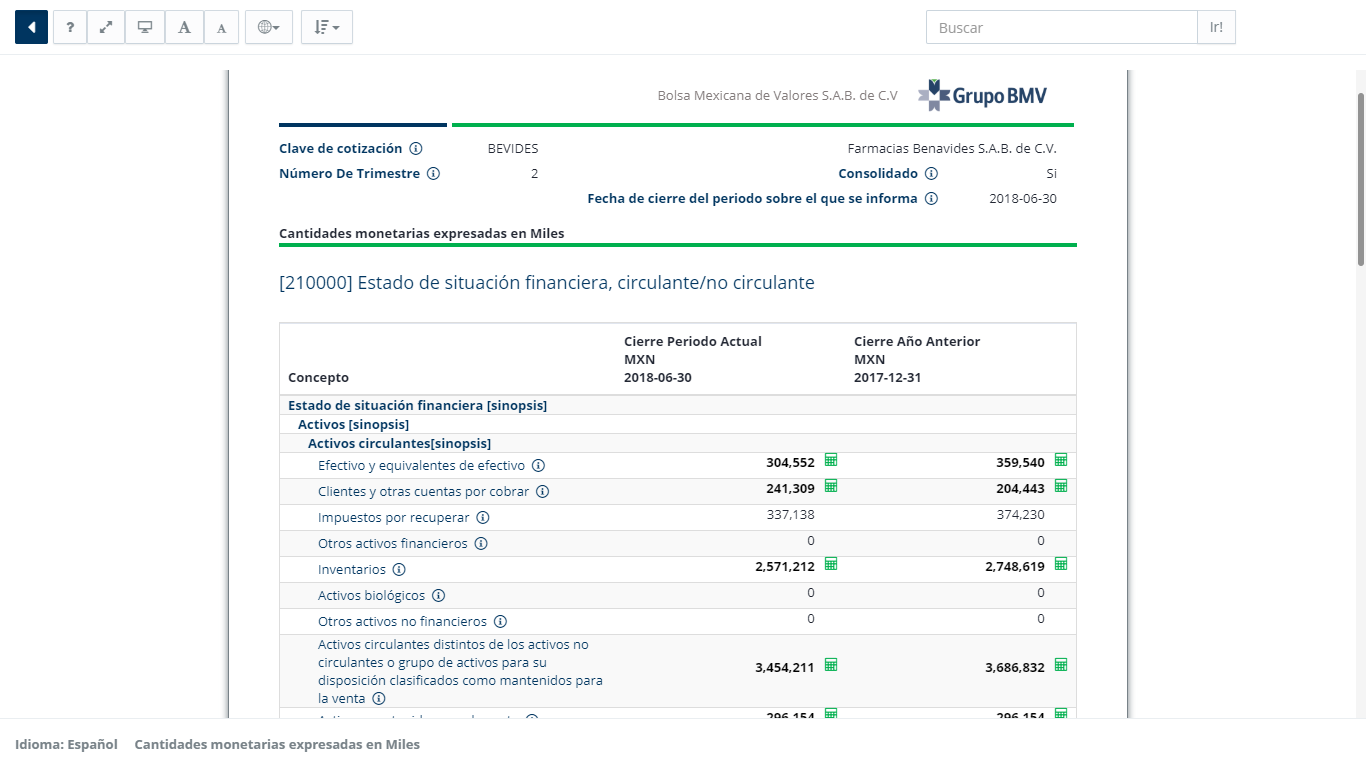 ? A A
Buscar Ir!
Bolsa Mexicana de Valores S.A.B. de C.V Grupo BMV
Clave de cotización BEVIDES Farmacias Benavides S.A.B. de C.V.
Número De Trimestre 2 Consolidado Si
Fecha de cierre del periodo sobre el que se informa 2018-06-30
Cantidades monetarias expresadas en Miles
[210000] Estado de situación financiera, circulante/no circulante
Cierre Periodo Actual Cierre Año Anterior
MXN MXN
Concepto 2018-06-30 2017-12-31
Estado de situación financiera [sinopsis]
Activos [sinopsis]
Activos circulantes[sinopsis]
Efectivo y equivalentes de efectivo 304,552 359,540
Clientes y otras cuentas por cobrar 241,309 204,443
Impuestos por recuperar 337,138 374,230
Otros activos financieros 0 0
Inventarios 2,571,212 2,748,619
Activos biológicos 0 0
Otros activos no financieros 0 0
Activos circulantes distintos de los activos no
circulantes o grupo de activos para su
disposición clasificados como mantenidos para
la venta 3,454,211 3,686,832
296,154 296,154
Idioma: Español Cantidades monetarias expresadas en Miles